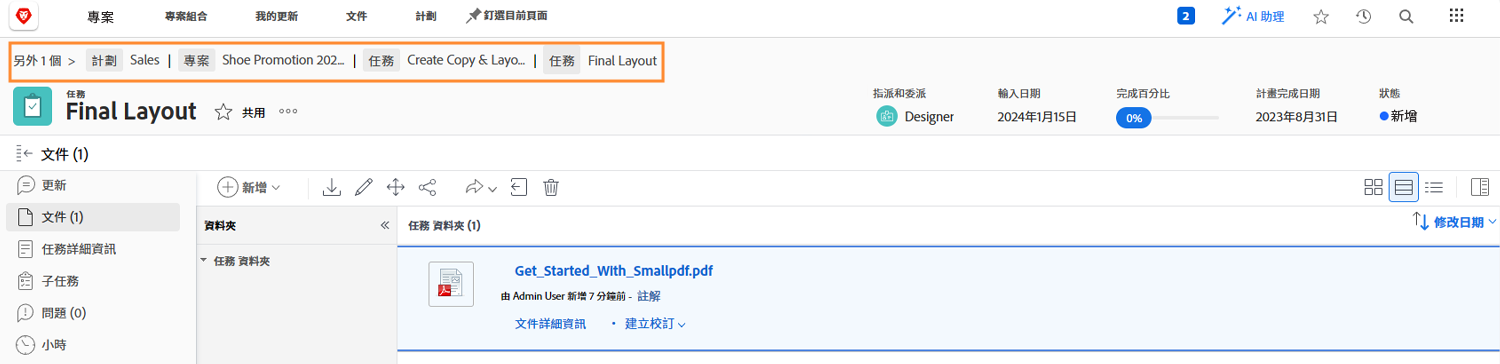 專案 專案組合 我的更新 文件 計劃 釘選目前頁面 2 AI 助理
另外 1 個 > 計劃 Sales | 專案 Shoe Promotion 202... | 任務 Create Copy & Layo... | 任務 Final Layout
任務
Final Layout 共用
指派和委派 輸入日期 完成百分比 計畫完成日期 狀態
Designer 2024年1月15日 0% 2023年8月31日 新增
文件 (1)
更新
文件 (1)
任務詳細資訊
子任務
問題 (0)
小時
新增
資料夾
任務 資料夾
任務 資料夾 (1)
修改日期
Get_Started_With_Smallpdf.pdf
由 Admin User 新增 7 分鐘前 - 註解
文件詳細資訊 • 建立校訂